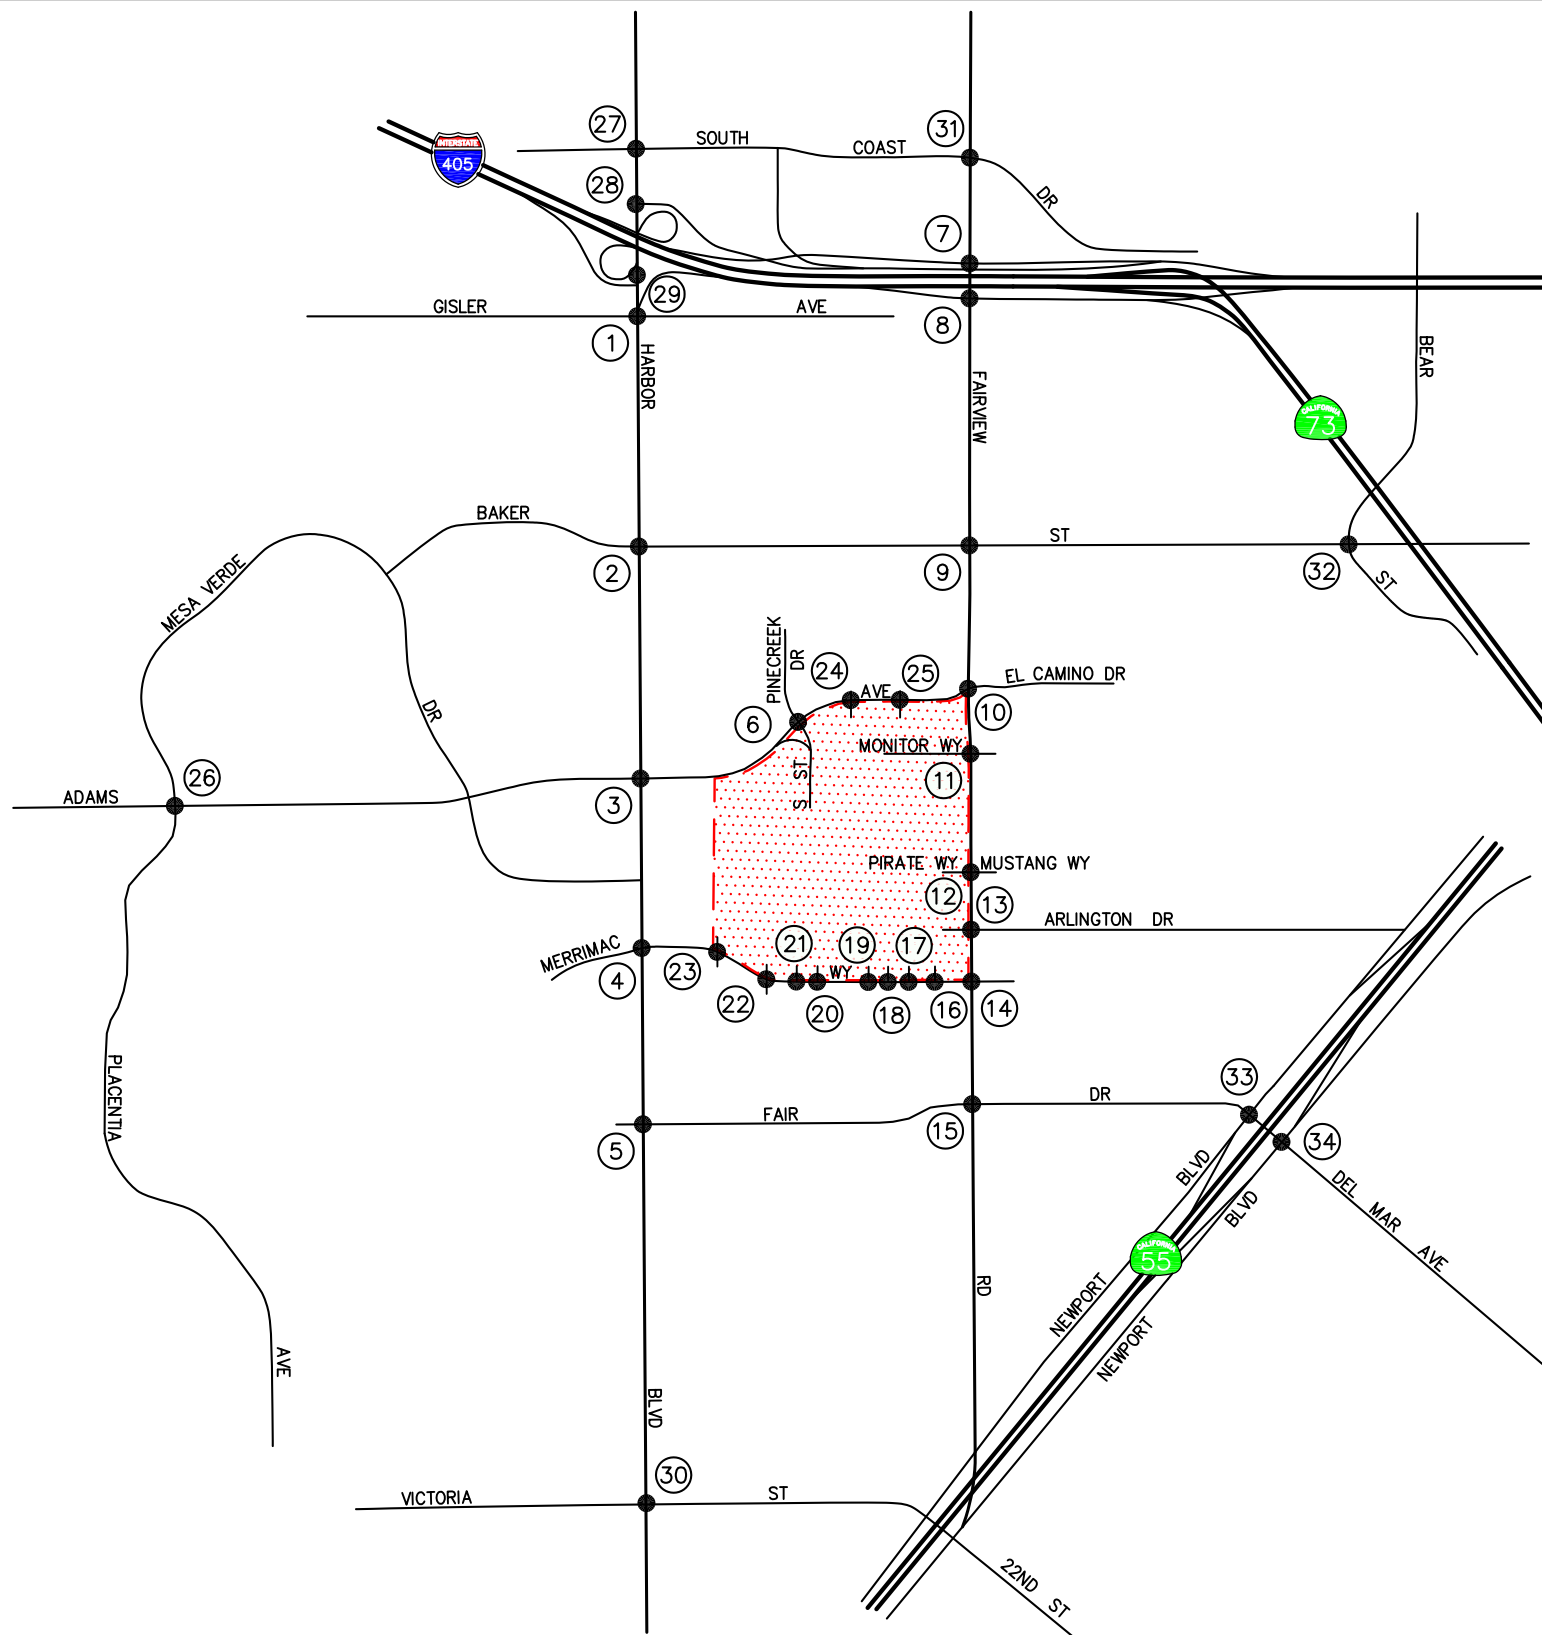 27
31
SOUTH
COAST
INTERSTATE
405
28
DR
7
29
GISLER
AVE
8
1
HARBOR
BEAR
FAIRVIEW
CALIFORNIA
73
BAKER
ST
2
9
32
ST
MESA VERDE
PINECREEK
DR
24
25
EL CAMINO DR
AVE
DR
6
10
MONITOR WY
26
S ST
11
ADAMS
3
PIRATE WY
MUSTANG WY
12
13
ARLINGTON DR
MERRIMAC
21
19
17
4
23
WY
22
20
18
16
14
PLACENTIA
33
FAIR
DR
5
15
34
BLVD
DEL MAR AVE
BLVD
CALIFORNIA
55
RD
NEWPORT
NEWPORT
AVE
BLVD
30
VICTORIA
ST
22ND ST